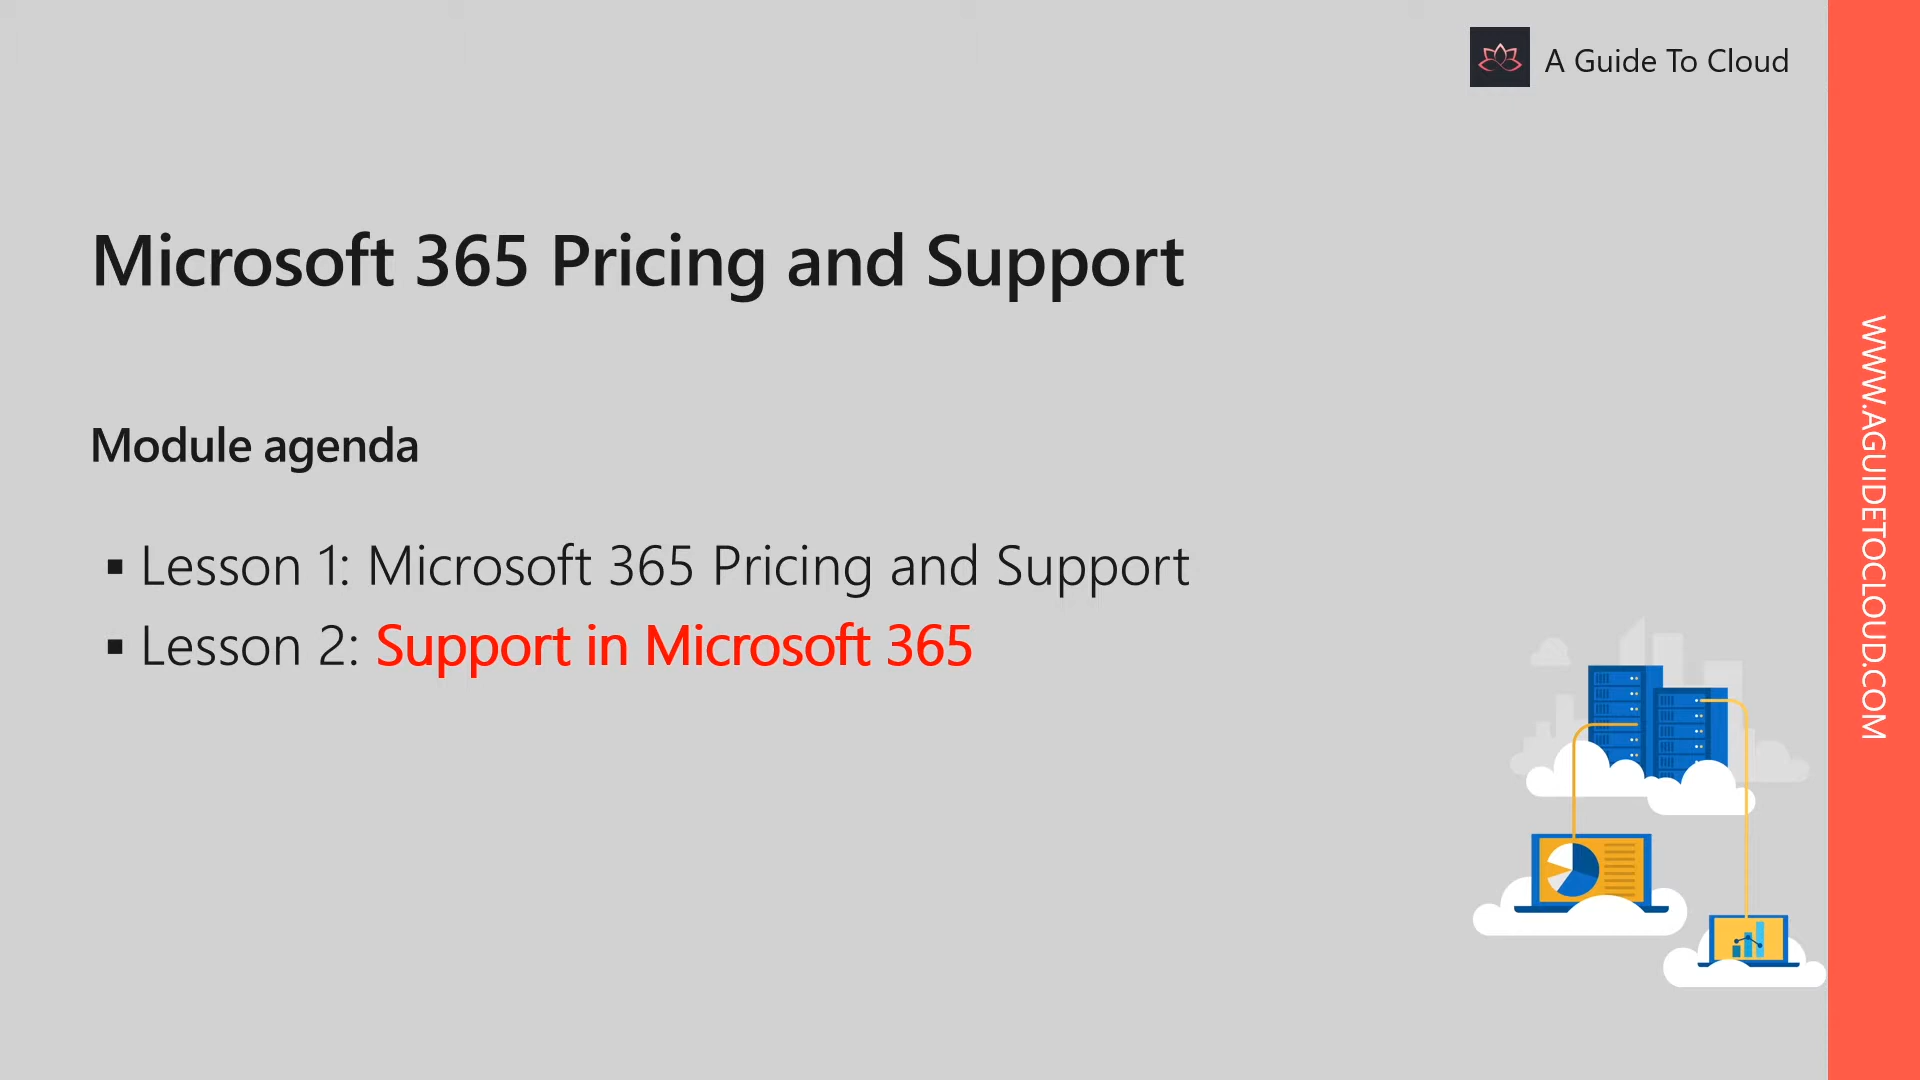 A Guide To Cloud
Microsoft 365 Pricing and Support
Module agenda
▪ Lesson 1: Microsoft 365 Pricing and Support
▪ Lesson 2: Support in Microsoft 365
WWW.AGUIDETOCLOUD.COM